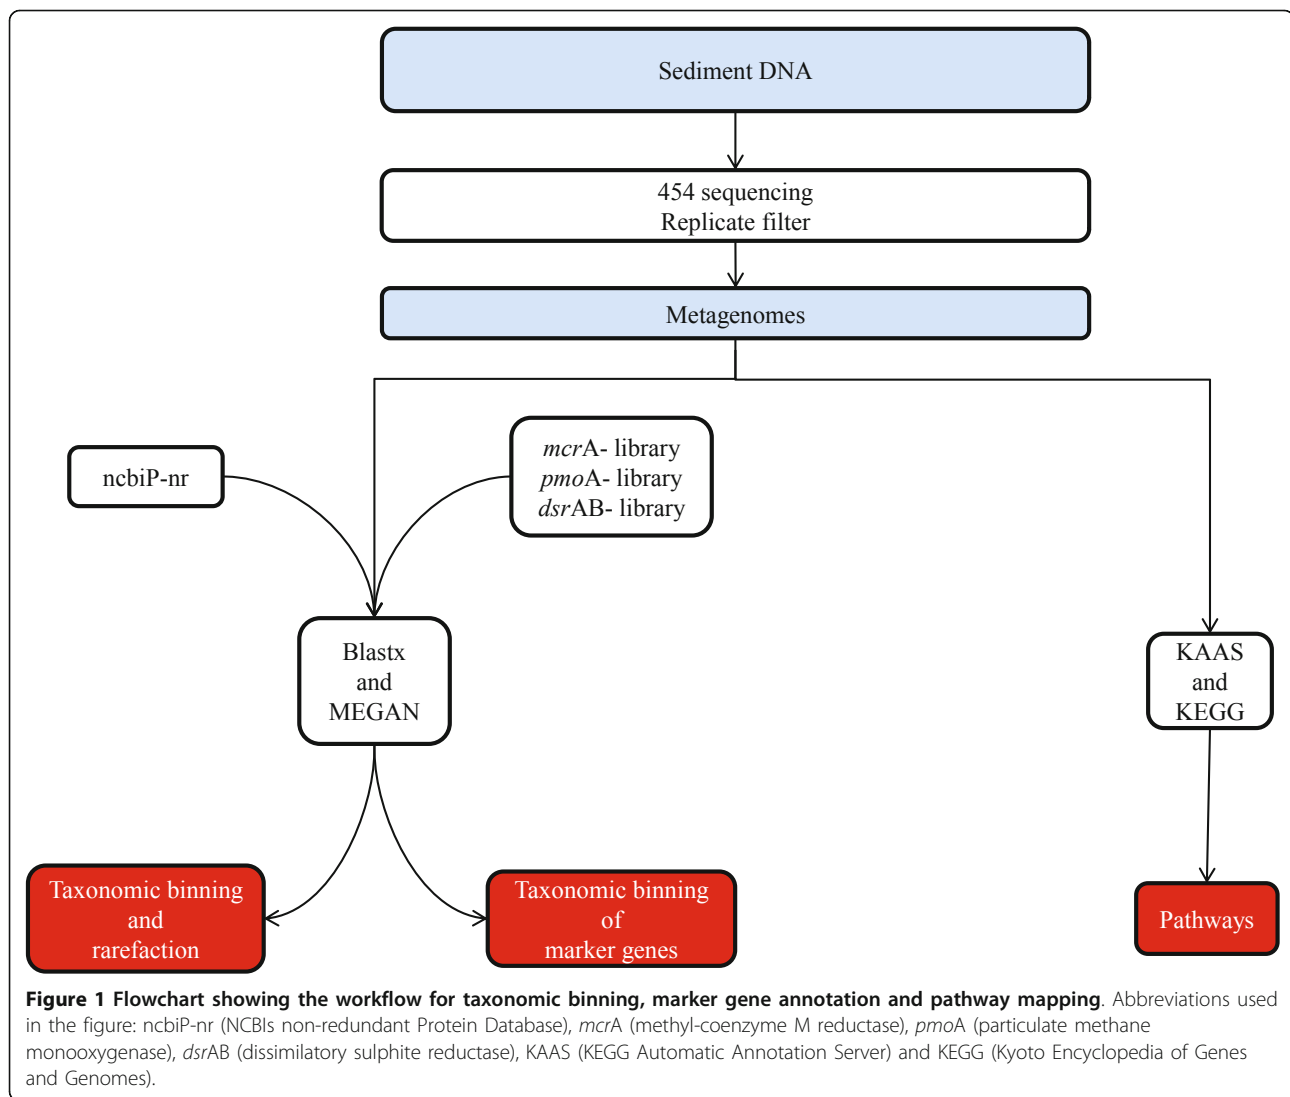 Sediment DNA
454 sequencing
Replicate filter
Metagenomes
ncbiP-nr
mcrA- library
pmoA- library
dsrAB- library
Blastx
and
MEGAN
KAAS
and
KEGG
Taxonomic binning
and
rarefaction
Taxonomic binning
of
marker genes
Pathways
Figure 1 Flowchart showing the workflow for taxonomic binning, marker gene annotation and pathway mapping. Abbreviations used
in the figure: ncbiP-nr (NCBIs non-redundant Protein Database), mcrA (methyl-coenzyme M reductase), pmoA (particulate methane
monooxygenase), dsrAB (dissimilatory sulphite reductase), KAAS (KEGG Automatic Annotation Server) and KEGG (Kyoto Encyclopedia of Genes
and Genomes).